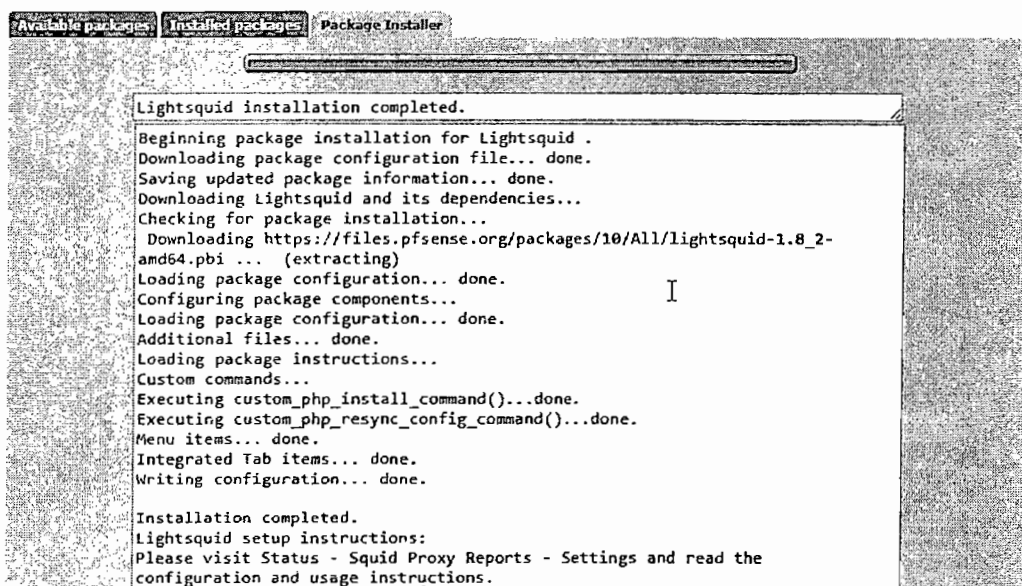 Available packages Installed packages Package Installer
Lightsquid installation completed.
Beginning package installation for Lightsquid .
Downloading package configuration file... done.
Saving updated package information... done.
Downloading Lightsquid and its dependencies...
Checking for package installation...
Downloading https://files.pfsense.org/packages/10/All/lightsquid-1.8_2-
amd64.pbi ... (extracting)
Loading package configuration... done.
Configuring package components...
Loading package configuration... done.
Additional files... done.
Loading package instructions...
Custom commands...
Executing custom_php_install_command()...done.
Executing custom_php_resync_config_command()...done.
Menu items... done.
Integrated Tab items... done.
Writing configuration... done.
Installation completed.
Lightsquid setup instructions:
Please visit Status - Squid Proxy Reports - Settings and read the
configuration and usage instructions.